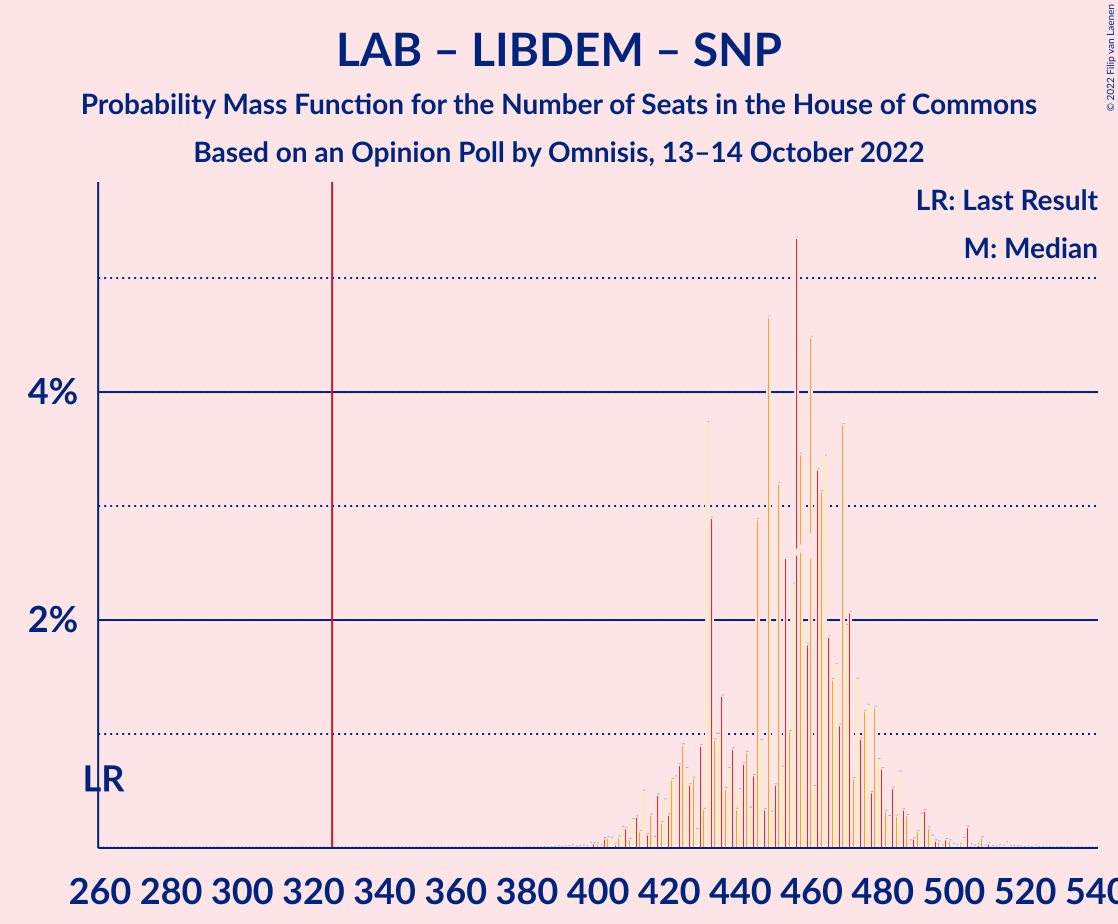 LAB – LIBDEM – SNP
Probability Mass Function for the Number of Seats in the House of Commons
Based on an Opinion Poll by Omnisis, 13–14 October 2022
© 2022 Filip van Laenen
LR: Last Result
M: Median
4%
2%
LR
260 280 300 320 340 360 380 400 420 440 460 480 500 520 540